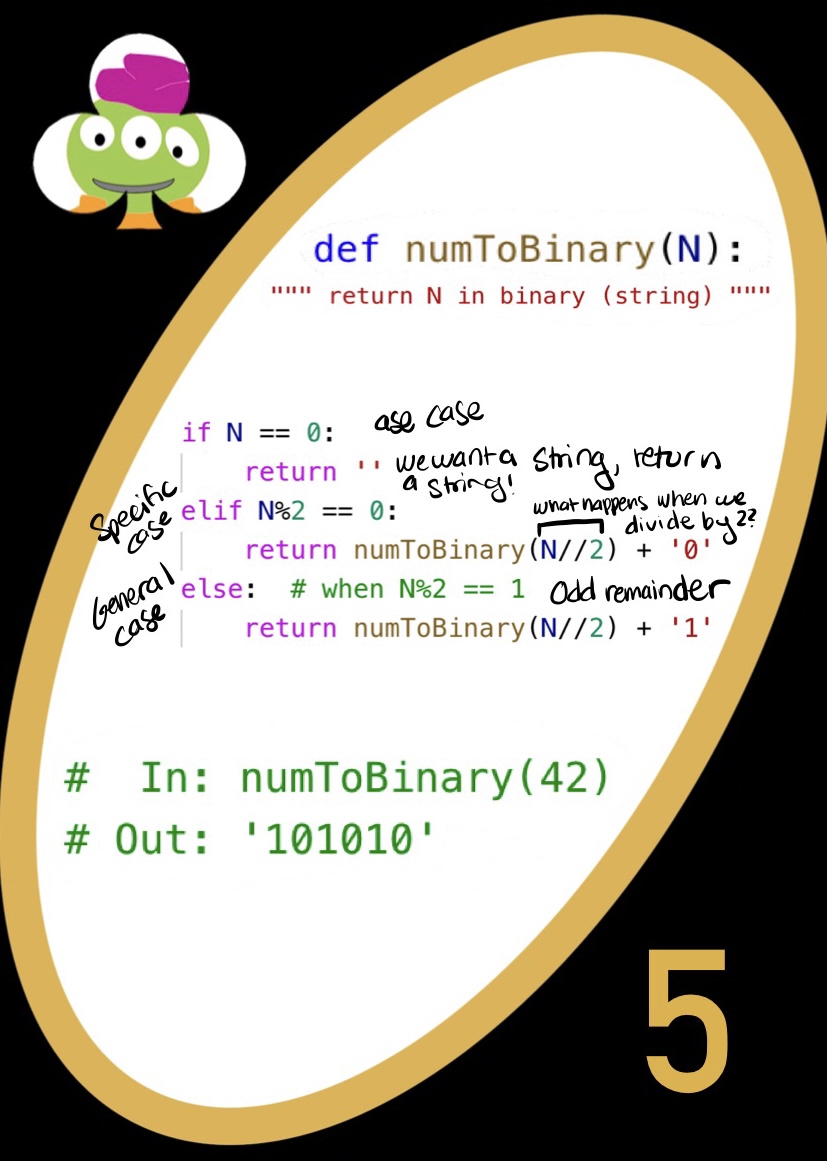 def numToBinary(N):
""" return N in binary (string) """
if N == 0: ase case
return '' we want a string, return
a string!
Specific
case
elif N%2 == 0: what happens when we
divide by 2??
return numToBinary(N//2) + '0'
General
case
else: # when N%2 == 1 Odd remainder
return numToBinary(N//2) + '1'
# In: numToBinary(42)
# Out: '101010'
5